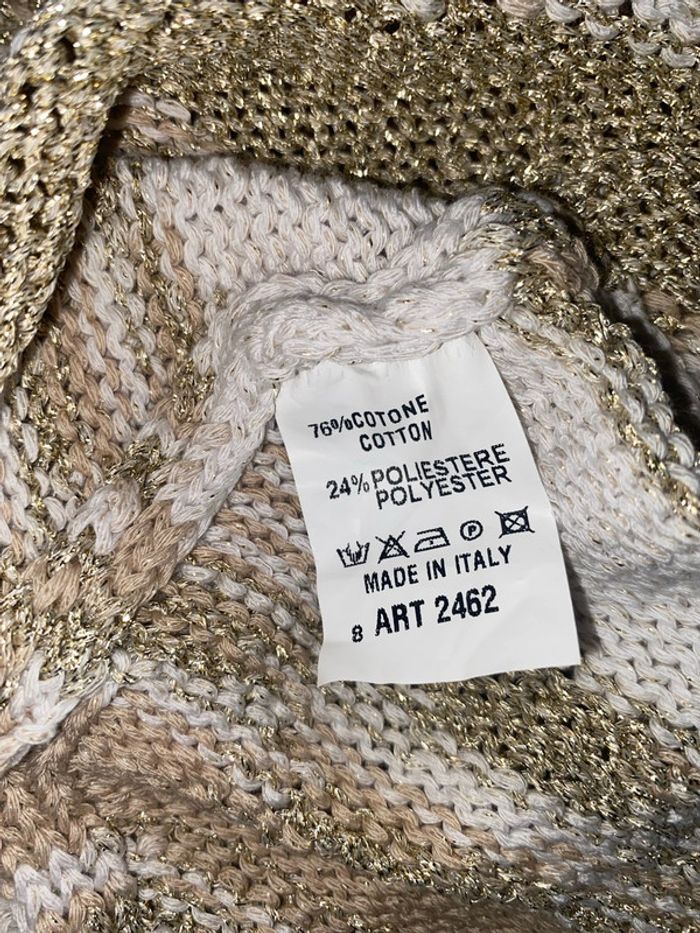 76% COTONE
COTTON
24% POLIESTERE
POLYESTER
P
MADE IN ITALY
8 ART 2462